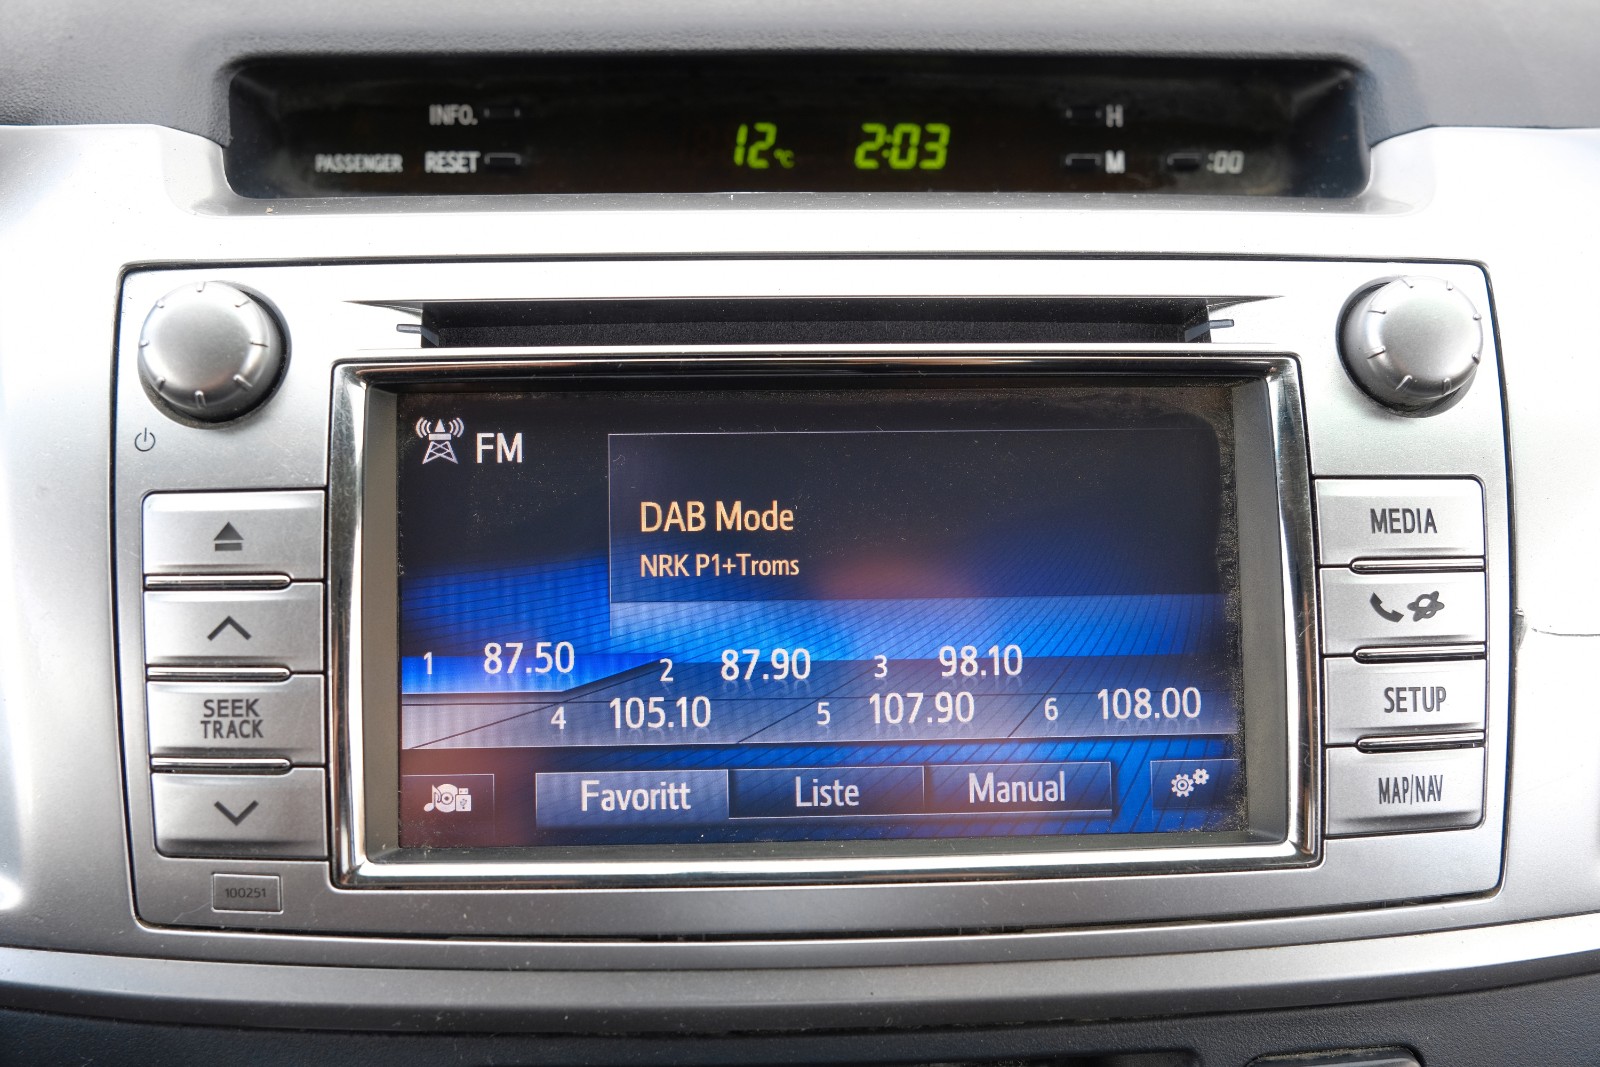 INFO.
12°C 2:03
H
PASSENGER RESET
M :00
FM
DAB Mode
NRK P1+Troms
1 87.50 2 87.90 3 98.10
4 105.10 5 107.90 6 108.00
Favoritt Liste Manual
SEEK
TRACK
100251
MEDIA
SETUP
MAP/NAV